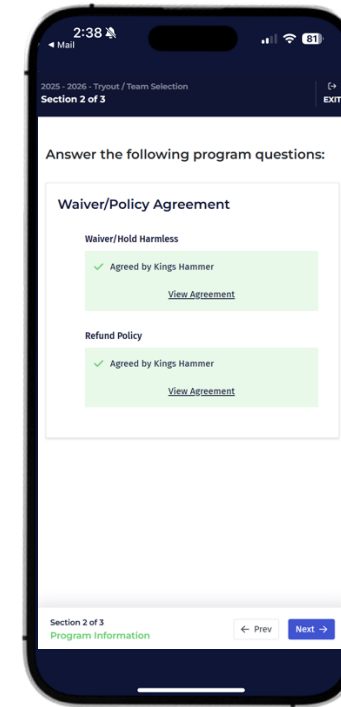 2:38
Mail
81
2025 - 2026 - Tryout / Team Selection
Section 2 of 3
EXIT
Answer the following program questions:
Waiver/Policy Agreement
Waiver/Hold Harmless
Agreed by Kings Hammer
View Agreement
Refund Policy
Agreed by Kings Hammer
View Agreement
Section 2 of 3
Program Information
← Prev
Next →